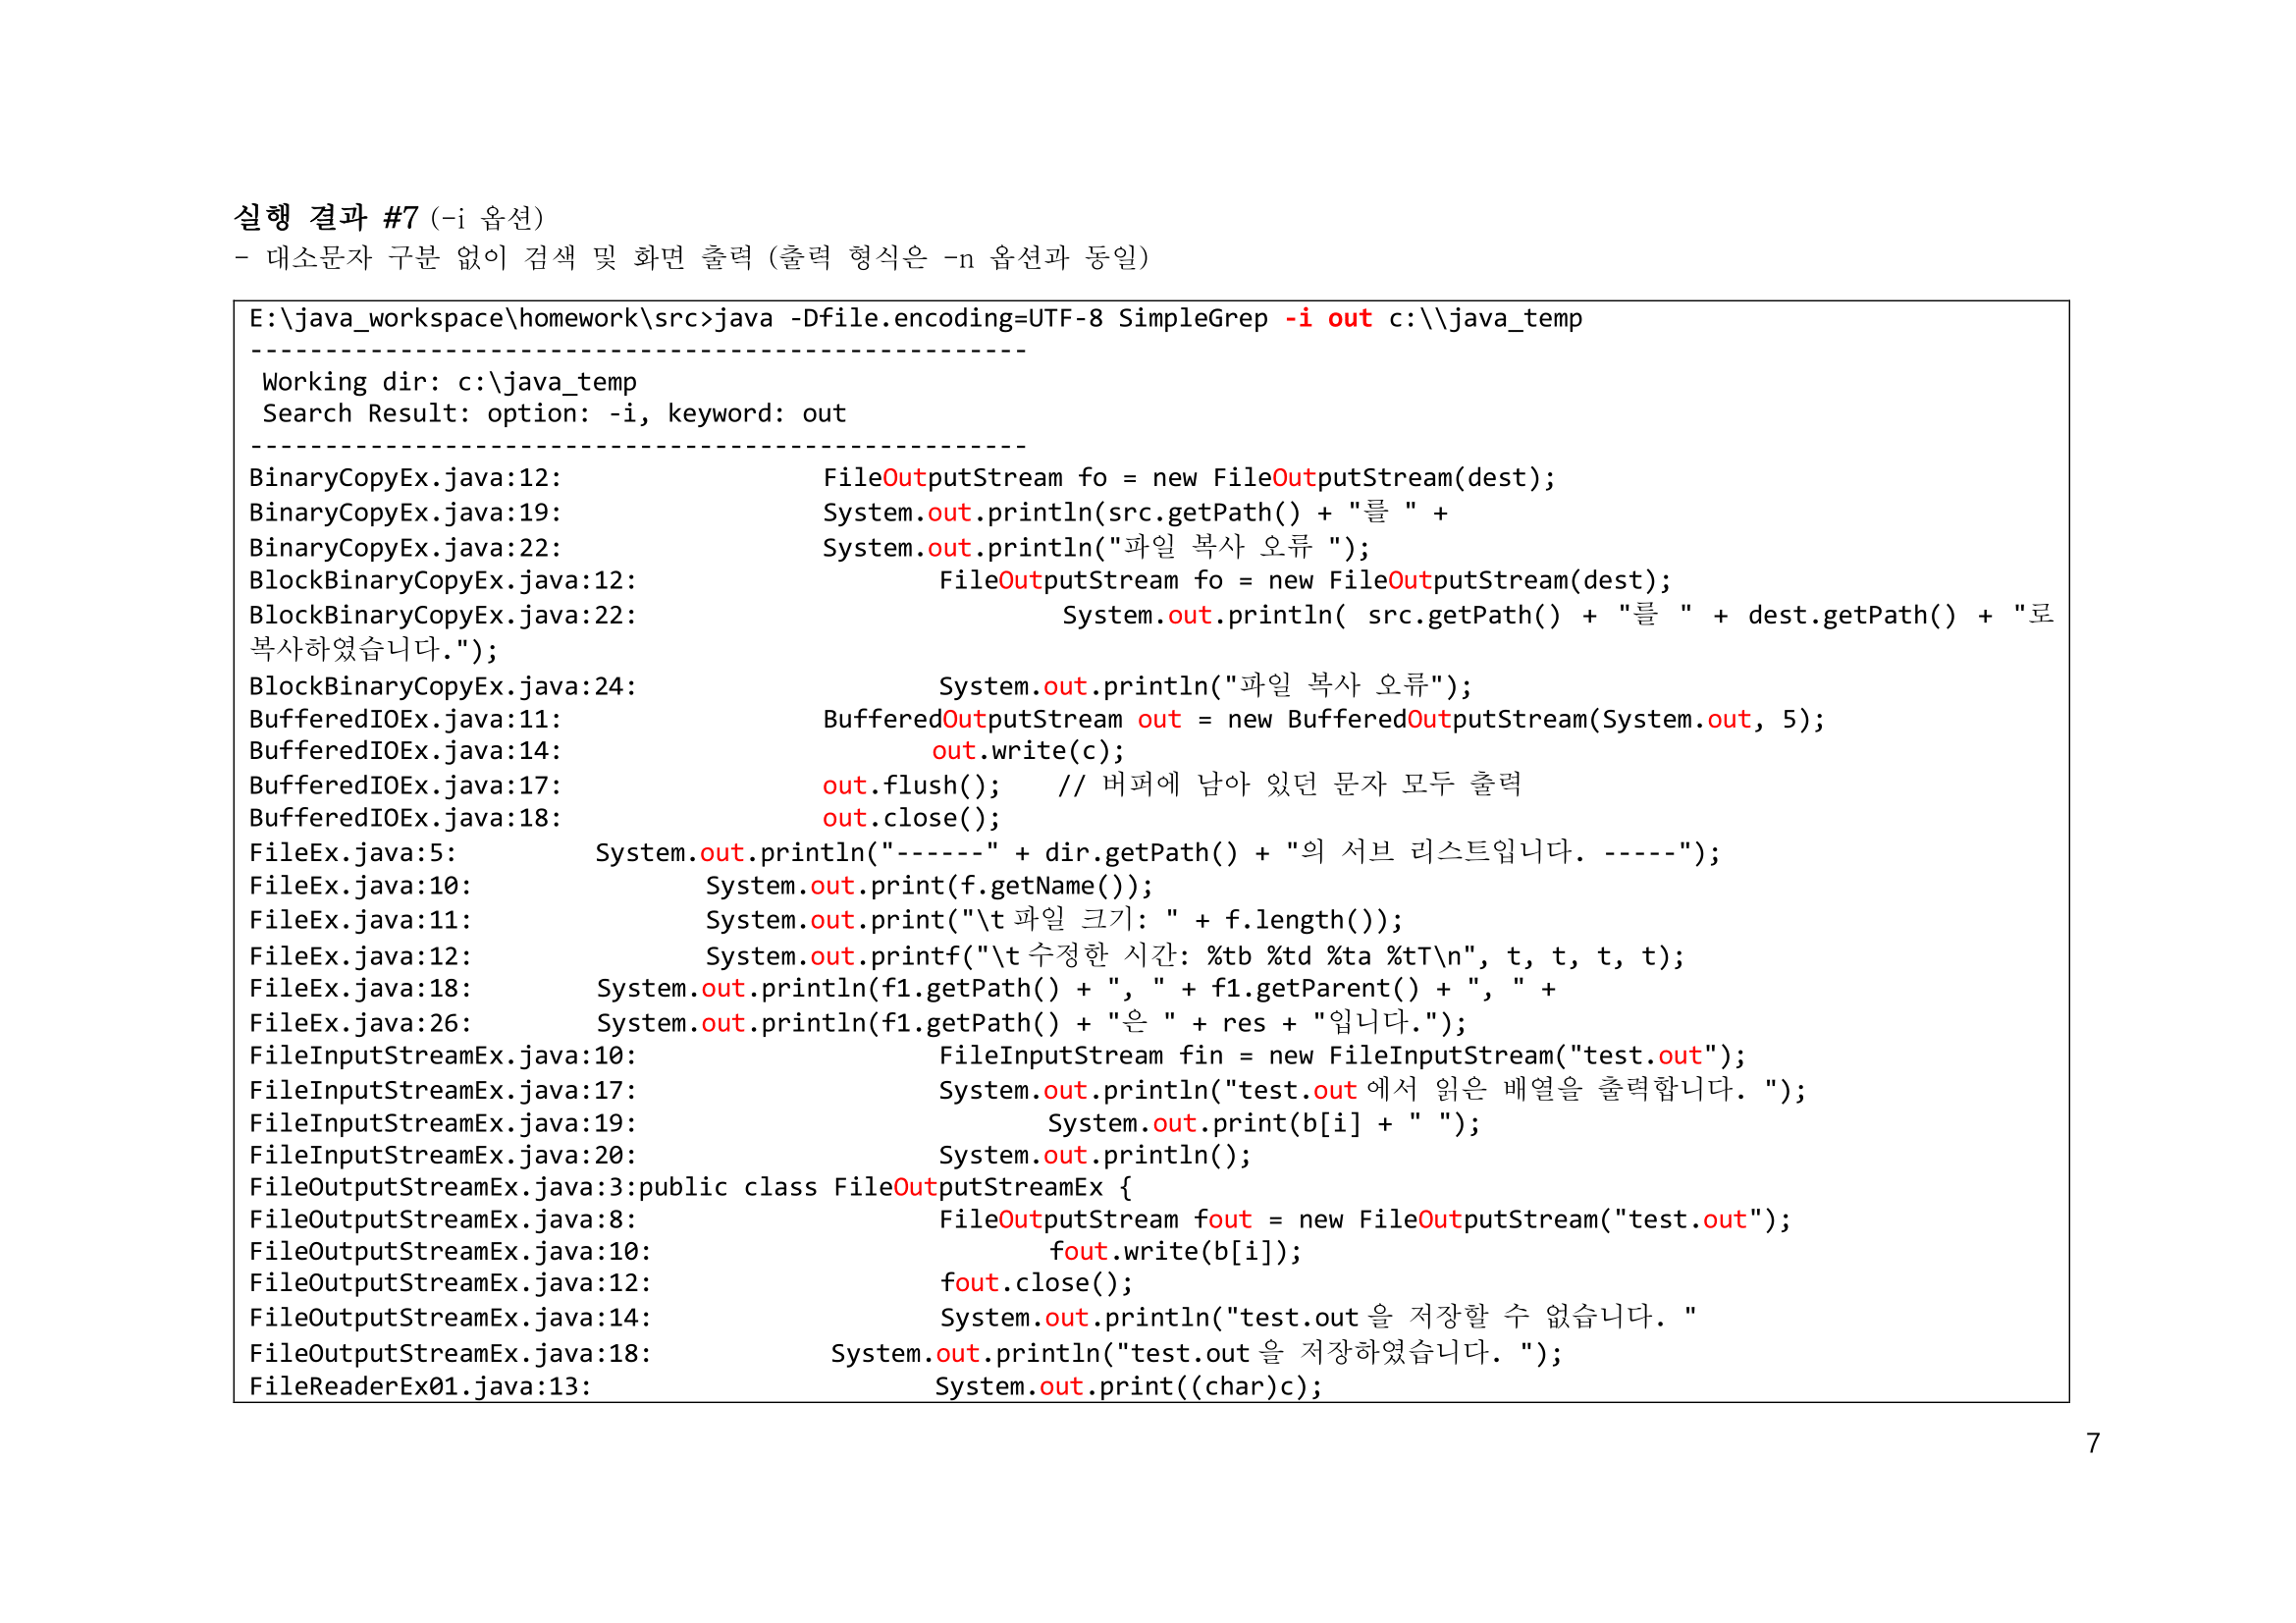 실행 결과 #7 (-i 옵션)
- 대소문자 구분 없이 검색 및 화면 출력 (출력 형식은 -n 옵션과 동일)
E:\java_workspace\homework\src>java -Dfile.encoding=UTF-8 SimpleGrep -i out c:\\java_temp
----------------------------------------------------
Working dir: c:\java_temp
Search Result: option: -i, keyword: out
----------------------------------------------------
BinaryCopyEx.java:12: FileOutputStream fo = new FileOutputStream(dest);
BinaryCopyEx.java:19: System.out.println(src.getPath() + "를 " +
BinaryCopyEx.java:22: System.out.println("파일 복사 오류 ");
BlockBinaryCopyEx.java:12: FileOutputStream fo = new FileOutputStream(dest);
BlockBinaryCopyEx.java:22: System.out.println( src.getPath() + "를 " + dest.getPath() + "로
복사하였습니다.");
BlockBinaryCopyEx.java:24: System.out.println("파일 복사 오류");
BufferedIOEx.java:11: BufferedOutputStream out = new BufferedOutputStream(System.out, 5);
BufferedIOEx.java:14: out.write(c);
BufferedIOEx.java:17: out.flush(); // 버퍼에 남아 있던 문자 모두 출력
BufferedIOEx.java:18: out.close();
FileEx.java:5: System.out.println("------" + dir.getPath() + "의 서브 리스트입니다. -----");
FileEx.java:10: System.out.print(f.getName());
FileEx.java:11: System.out.print("\t파일 크기: " + f.length());
FileEx.java:12: System.out.printf("\t수정한 시간: %tb %td %ta %tT\n", t, t, t, t);
FileEx.java:18: System.out.println(f1.getPath() + ", " + f1.getParent() + ", " +
FileEx.java:26: System.out.println(f1.getPath() + "은 " + res + "입니다.");
FileInputStreamEx.java:10: FileInputStream fin = new FileInputStream("test.out");
FileInputStreamEx.java:17: System.out.println("test.out에서 읽은 배열을 출력합니다. ");
FileInputStreamEx.java:19: System.out.print(b[i] + " ");
FileInputStreamEx.java:20: System.out.println();
FileOutputStreamEx.java:3:public class FileOutputStreamEx {
FileOutputStreamEx.java:8: FileOutputStream fout = new FileOutputStream("test.out");
FileOutputStreamEx.java:10: fout.write(b[i]);
FileOutputStreamEx.java:12: fout.close();
FileOutputStreamEx.java:14: System.out.println("test.out을 저장할 수 없습니다. "
FileOutputStreamEx.java:18: System.out.println("test.out을 저장하였습니다. ");
FileReaderEx01.java:13: System.out.print((char)c);
7